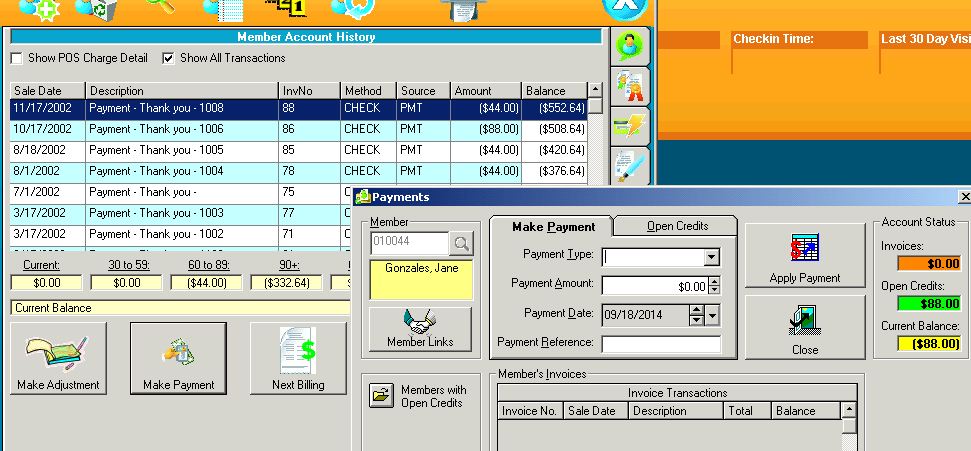 Member Account History
Checkin Time:
Last 30 Day Visi
Show POS Charge Detail
Show All Transactions
Sale Date Description InvNo Method Source Amount Balance
11/17/2002 Payment - Thank you - 1008 88 CHECK PMT ($44.00) ($552.64)
10/17/2002 Payment - Thank you - 1006 86 CHECK PMT ($88.00) ($508.64)
8/18/2002 Payment - Thank you - 1005 85 CHECK PMT ($44.00) ($420.64)
8/1/2002 Payment - Thank you - 1004 78 CHECK PMT ($44.00) ($376.64)
7/1/2002 Payment - Thank you - 75
3/17/2002 Payment - Thank you - 1003 77
3/17/2002 Payment - Thank you - 1002 71
Current: 30 to 59: 60 to 89: 90+:
$0.00 $0.00 ($44.00) ($332.64)
Current Balance
Make Adjustment
Make Payment
Next Billing
Payments
Member
010044
Gonzales, Jane
Member Links
Members with
Open Credits
Make Payment
Open Credits
Payment Type:
Payment Amount: $0.00
Payment Date: 09/18/2014
Payment Reference:
Apply Payment
Close
Account Status
Invoices:
$0.00
Open Credits:
$88.00
Current Balance:
($88.00)
Member's Invoices
Invoice Transactions
Invoice No. Sale Date Description Total Balance